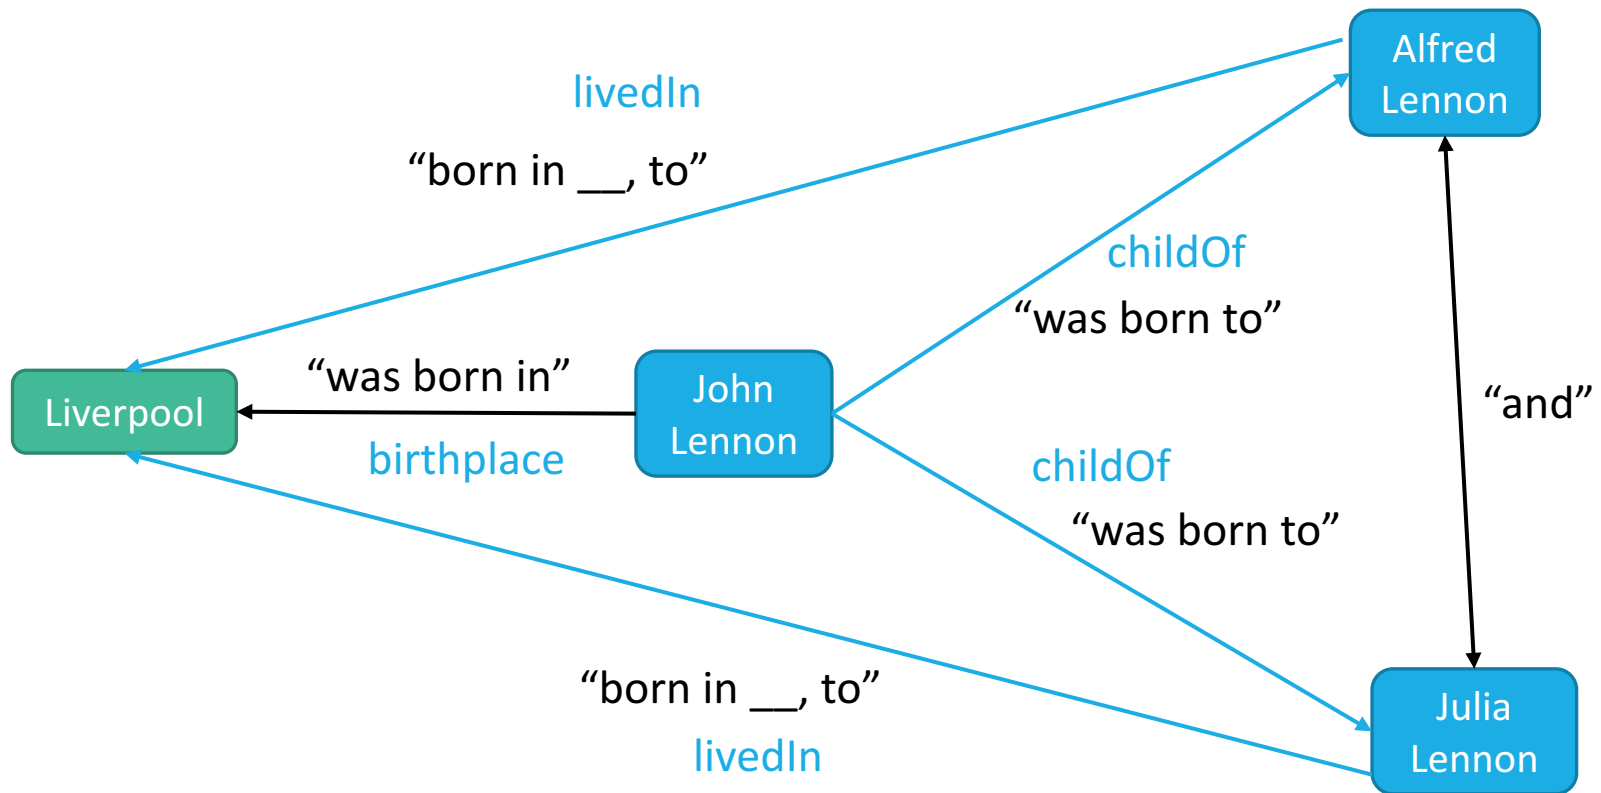 Alfred
Lennon
livedIn
“born in __, to”
childOf
“was born to”
“was born in”
Liverpool
John
Lennon
“and”
birthplace
childOf
“was born to”
“born in __, to”
livedIn
Julia
Lennon